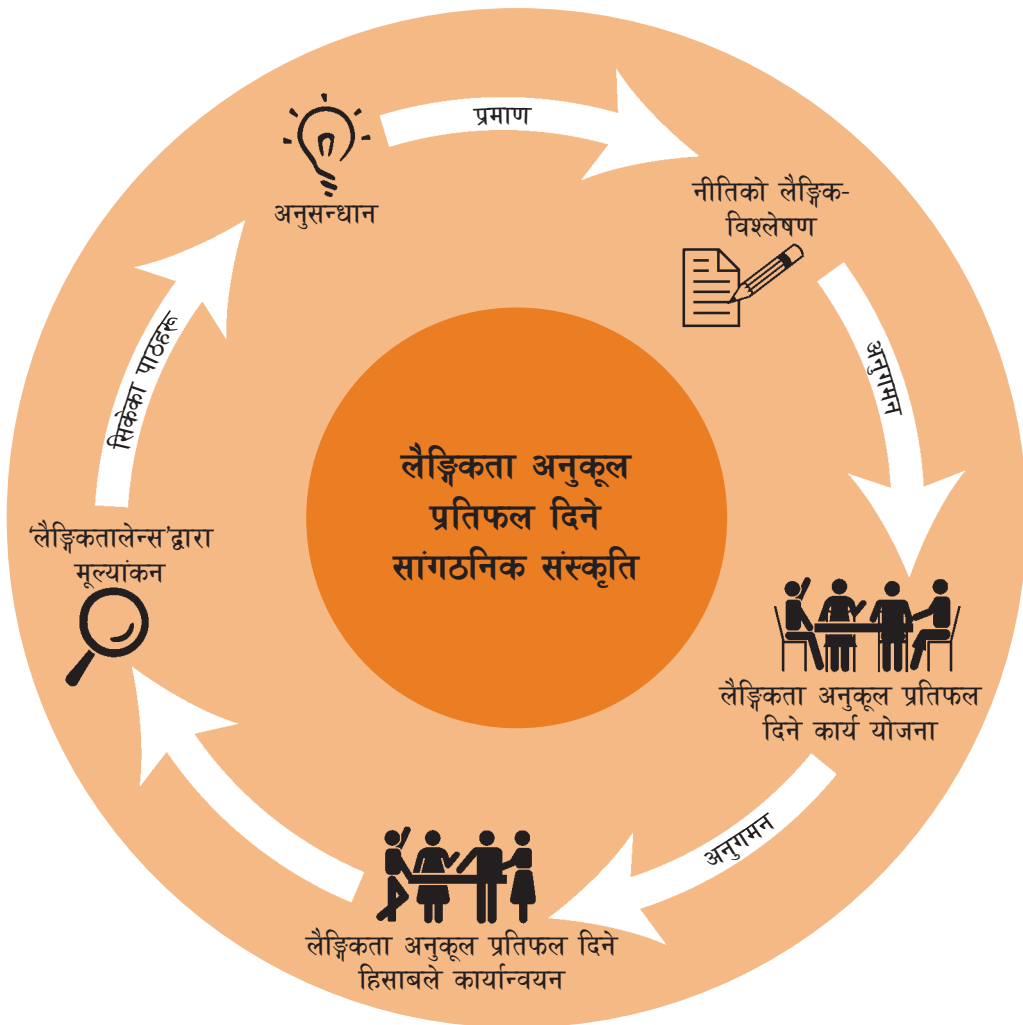 प्रमाण
अनुसन्धान
नीतिको लैङ्गिक-
विश्लेषण
अनुगमन
सिकेका पाठहरू
लैङ्गिकता अनुकूल
प्रतिफल दिने
सांगठनिक संस्कृति
'लैङ्गिकतालेन्स'द्वारा
मूल्यांकन
लैङ्गिकता अनुकूल प्रतिफल
दिने कार्य योजना
अनुगमन
लैङ्गिकता अनुकूल प्रतिफल दिने
हिसाबले कार्यान्वयन